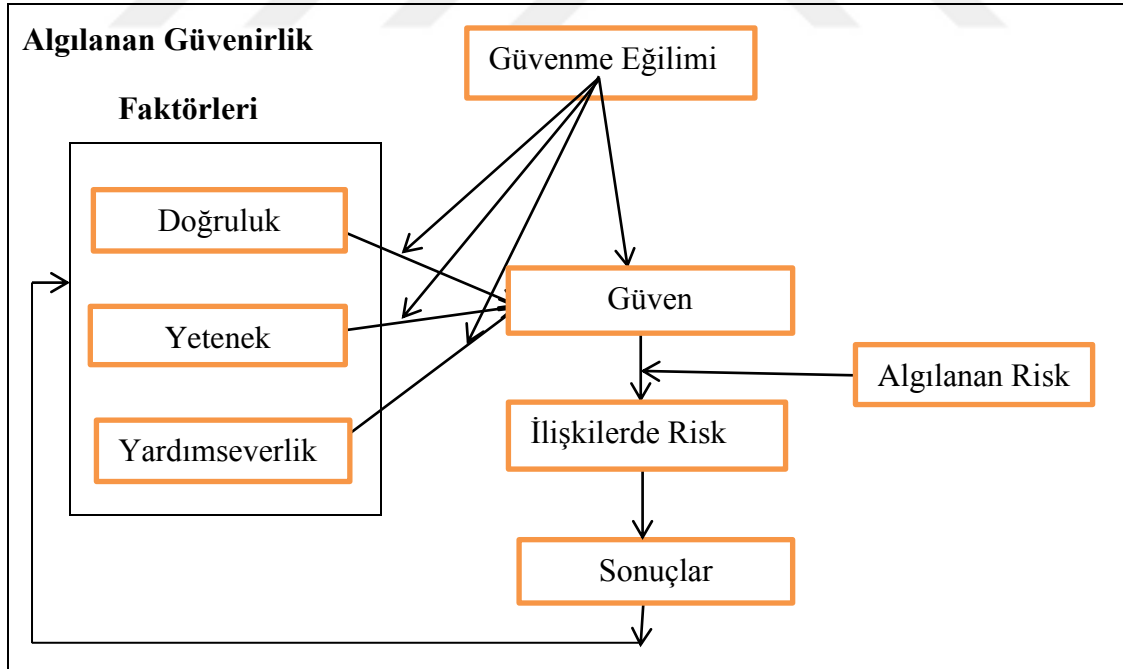 Algılanan Güvenirlik
Faktörleri
Güvenme Eğilimi
Doğruluk
Yetenek
Yardımseverlik
Güven
Algılanan Risk
İlişkilerde Risk
Sonuçlar